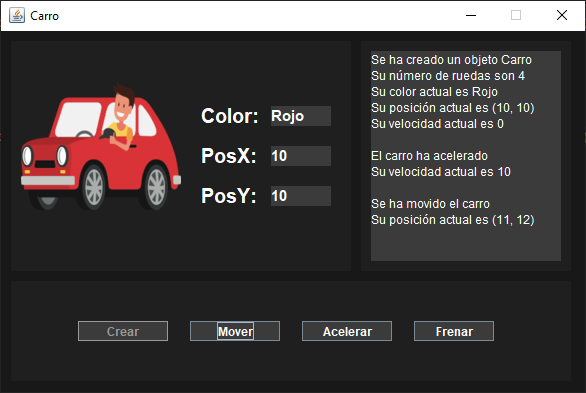 Carro
Color: Rojo
PosX: 10
PosY: 10
Se ha creado un objeto Carro
Su número de ruedas son 4
Su color actual es Rojo
Su posición actual es (10, 10)
Su velocidad actual es 0
El carro ha acelerado
Su velocidad actual es 10
Se ha movido el carro
Su posición actual es (11, 12)
Crear
Mover
Acelerar
Frenar